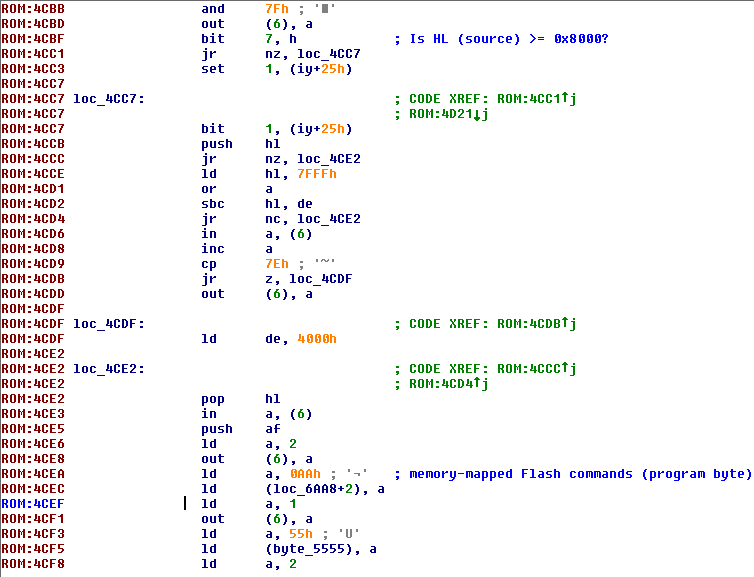 ROM:4CBB and 7Fh ; '■'
ROM:4CBD out (6), a
ROM:4CBF bit 7, h ; Is HL (source) >= 0x8000?
ROM:4CC1 jr nz, loc_4CC7
ROM:4CC3 set 1, (iy+25h)
ROM:4CC7
ROM:4CC7 loc_4CC7: ; CODE XREF: ROM:4CC1↑j
ROM:4CC7 ; ROM:4D21↓j
ROM:4CC7 bit 1, (iy+25h)
ROM:4CCB push hl
ROM:4CCC jr nz, loc_4CE2
ROM:4CCE ld hl, 7FFFh
ROM:4CD1 or a
ROM:4CD2 sbc hl, de
ROM:4CD4 jr nc, loc_4CE2
ROM:4CD6 in a, (6)
ROM:4CD8 inc a
ROM:4CD9 cp 7Eh ; '~'
ROM:4CDB jr z, loc_4CDF
ROM:4CDD out (6), a
ROM:4CDF
ROM:4CDF loc_4CDF: ; CODE XREF: ROM:4CDB↑j
ROM:4CDF ld de, 4000h
ROM:4CE2
ROM:4CE2 loc_4CE2: ; CODE XREF: ROM:4CCC↑j
ROM:4CE2 ; ROM:4CD4↑j
ROM:4CE2 pop hl
ROM:4CE3 in a, (6)
ROM:4CE5 push af
ROM:4CE6 ld a, 2
ROM:4CE8 out (6), a
ROM:4CEA ld a, 0AAh ; '¬' ; memory-mapped Flash commands (program byte)
ROM:4CEC ld (loc_6AA8+2), a
ROM:4CEF ld a, 1
ROM:4CF1 out (6), a
ROM:4CF3 ld a, 55h ; 'U'
ROM:4CF5 ld (byte_5555), a
ROM:4CF8 ld a, 2